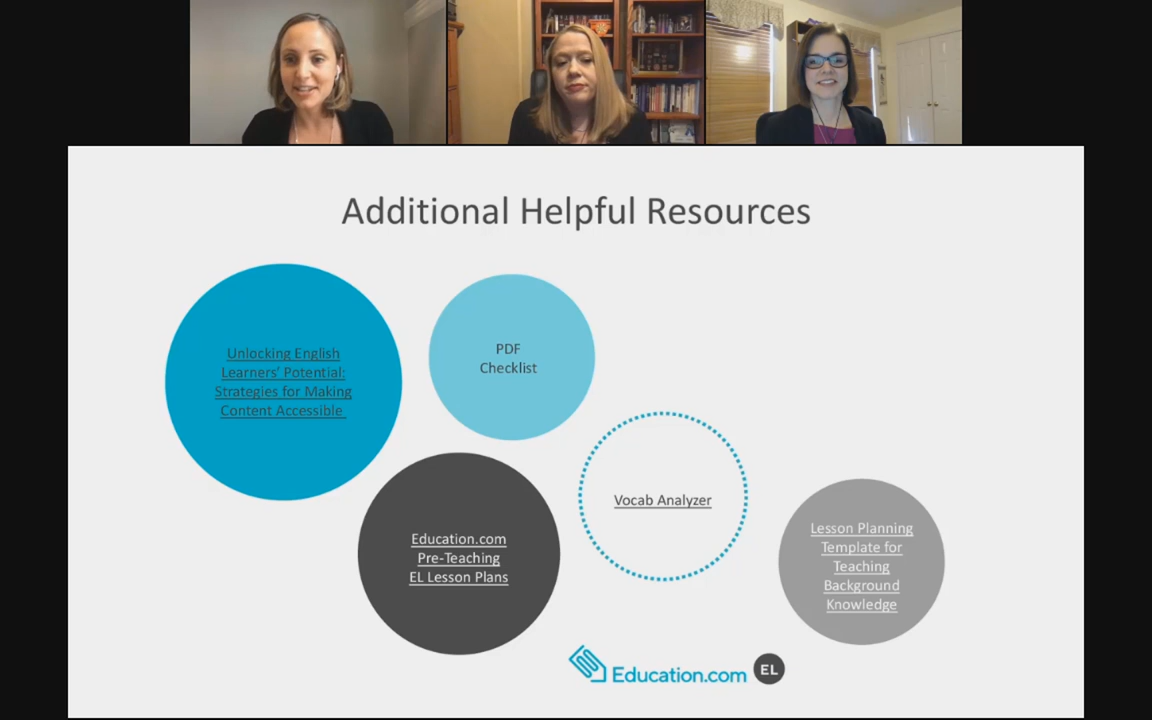 Additional Helpful Resources
Unlocking English
Learners' Potential:
Strategies for Making
Content Accessible
PDF
Checklist
Education.com
Pre-Teaching
EL Lesson Plans
Vocab Analyzer
Lesson Planning
Template for
Teaching
Background
Knowledge
Education.com EL